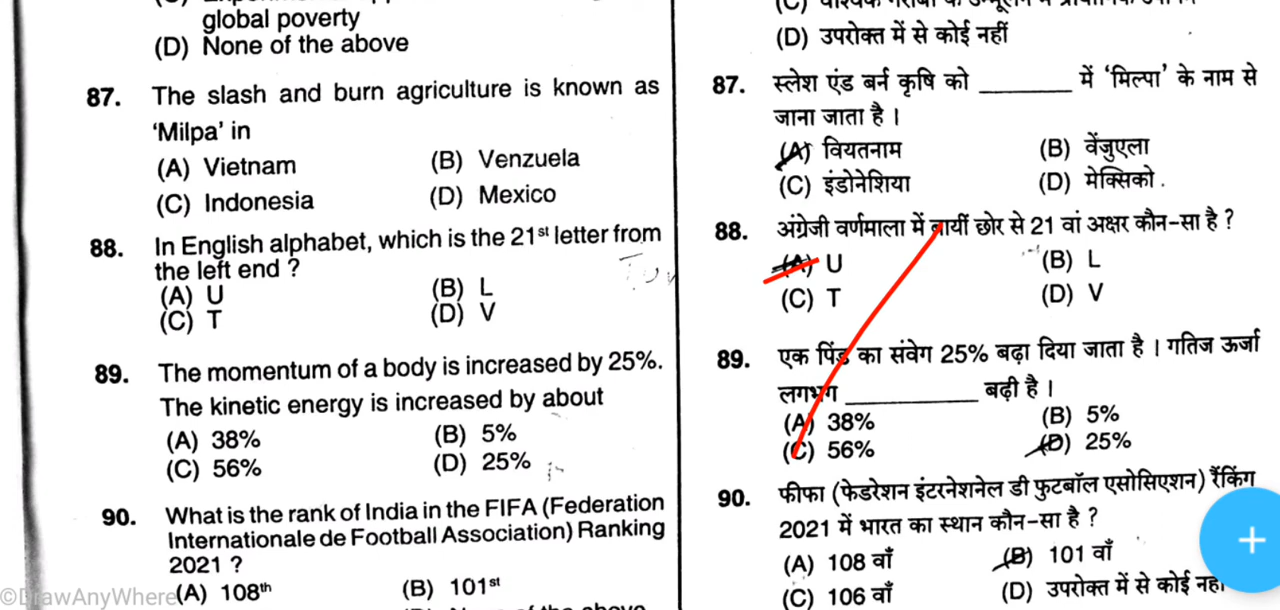 global poverty
(D) None of the above
87. The slash and burn agriculture is known as
‘Milpa’ in
(A) Vietnam (B) Venzuela
(C) Indonesia (D) Mexico
88. In English alphabet, which is the 21st letter from
the left end ?
(A) U (B) L
(C) T (D) V
89. The momentum of a body is increased by 25%.
The kinetic energy is increased by about
(A) 38% (B) 5%
(C) 56% (D) 25%
90. What is the rank of India in the FIFA (Federation
Internationale de Football Association) Ranking
2021 ?
(A) 108th (B) 101st
(D) उपरोक्त में से कोई नहीं
87. स्लेश एंड बर्न कृषि को ________ में ‘मिल्पा’ के नाम से
जाना जाता है ।
(A) वियतनाम (B) वेंजुएला
(C) इंडोनेशिया (D) मेक्सिको .
88. अंग्रेजी वर्णमाला में बायीं छोर से 21 वां अक्षर कौन-सा है ?
(A) U (B) L
(C) T (D) V
89. एक पिंड का संवेग 25% बढ़ा दिया जाता है । गतिज ऊर्जा
लगभग ________ बढ़ी है ।
(A) 38% (B) 5%
(C) 56% (D) 25%
90. फीफा (फेडरेशन इंटरनेशनेल डी फुटबॉल एसोसिएशन) रैंकिंग
2021 में भारत का स्थान कौन-सा है ?
(A) 108 वाँ (B) 101 वाँ
(C) 106 वाँ (D) उपरोक्त में से कोई नहीं
©DrawAnyWhere